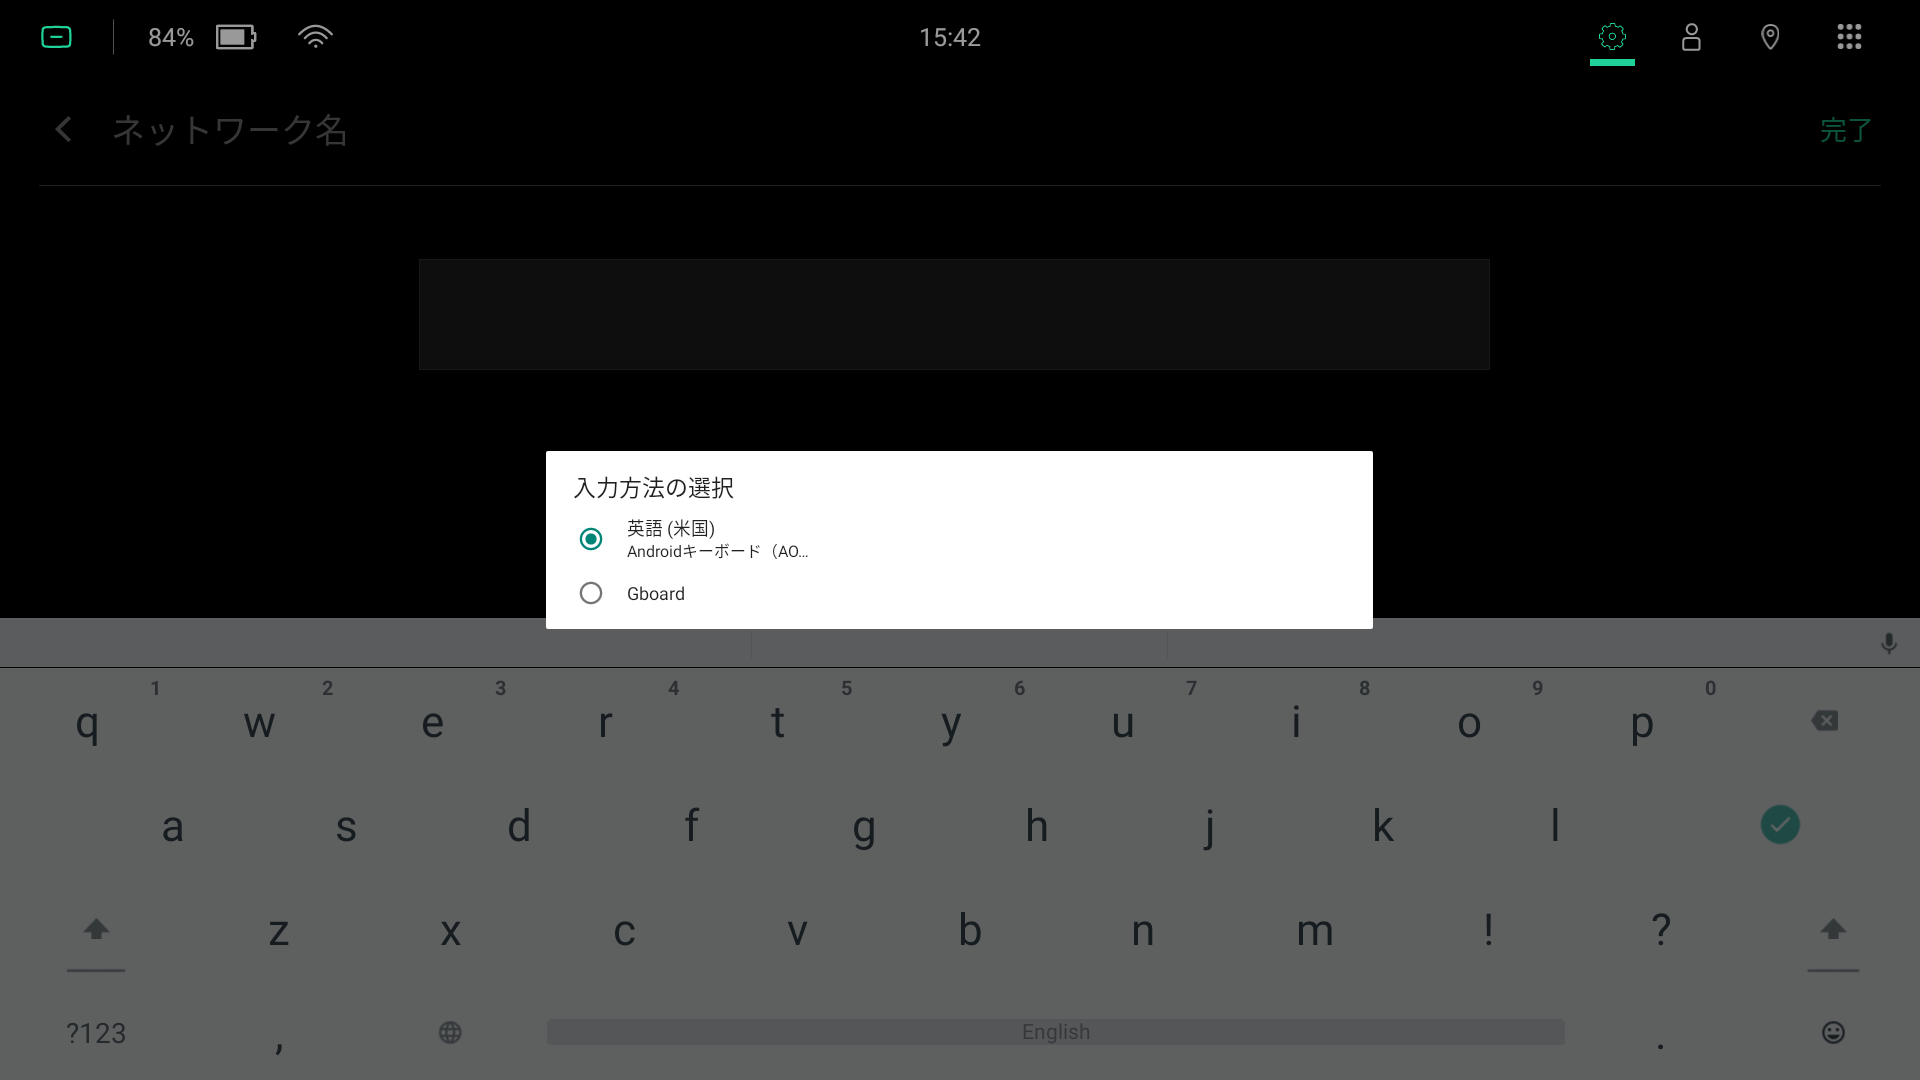 84%
15:42
ネットワーク名
完了
入力方法の選択
英語 (米国)
Androidキーボード（AO...
Gboard
1 2 3 4 5 6 7 8 9 0
q w e r t y u i o p
a s d f g h j k l
z x c v b n m ! ?
?123 , English .